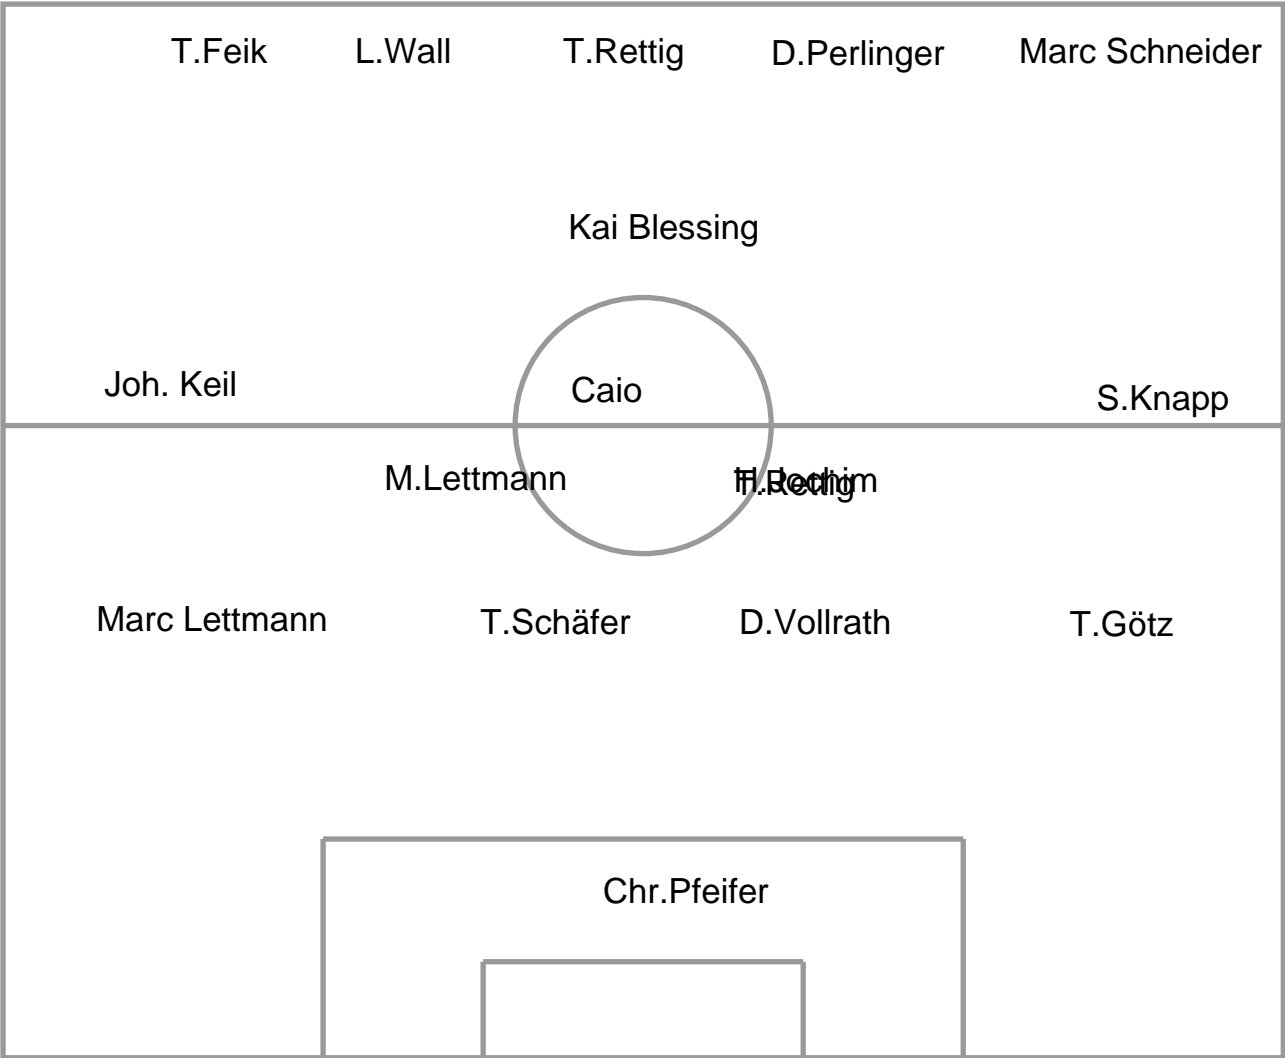 T.Feik L.Wall T.Rettig D.Perlinger Marc Schneider
Kai Blessing
Joh. Keil Caio S.Knapp
M.Lettmann T.Rettig
Marc Lettmann T.Schäfer D.Vollrath T.Götz
Chr.Pfeifer